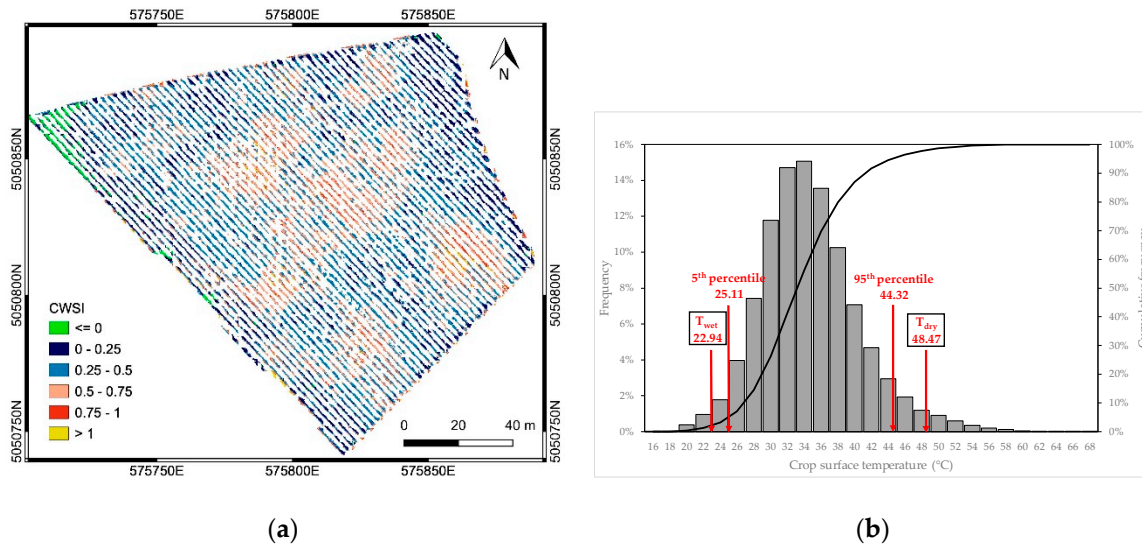 575750E 575800E 575850E
5050850N 5050850N
5050800N 5050800N
5050750N 5050750N
N
CWSI
<= 0
0 - 0.25
0.25 - 0.5
0.5 - 0.75
0.75 - 1
> 1
0 20 40 m
575750E 575800E 575850E
(a)
16% 100%
14% 90%
12% 80%
10% 70%
8% 60%
6% 50%
4% 40%
2% 30%
0% 20%
10%
0%
Frequency
5th percentile
25.11
95th percentile
44.32
Twet
22.94
Tdry
48.47
16 18 20 22 24 26 28 30 32 34 36 38 40 42 44 46 48 50 52 54 56 58 60 62 64 66 68
Crop surface temperature (°C)
(b)